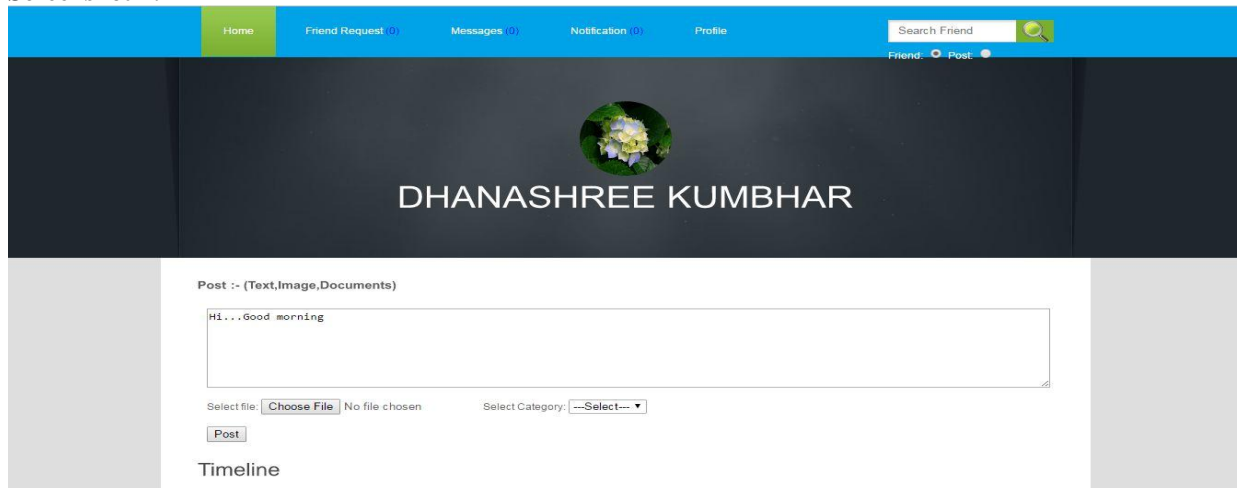 Home Friend Request (0) Messages (0) Notification (0) Profile Search Friend
Friend: Post:
DHANASHREE KUMBHAR
Post :- (Text,Image,Documents)
Hi...Good morning
Select file: Choose File No file chosen Select Category: ---Select---
Post
Timeline